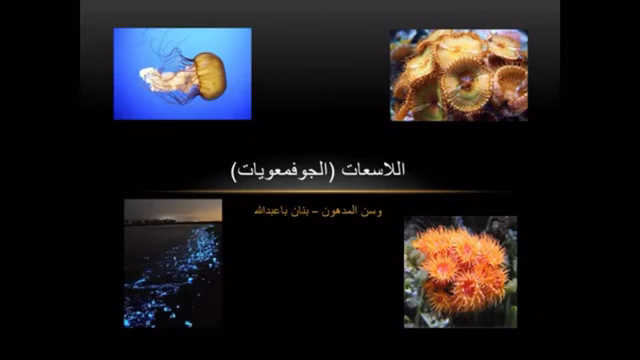 اللاسعات (الجوفمعويات)
وسن المدهون – بنان باعبدالله